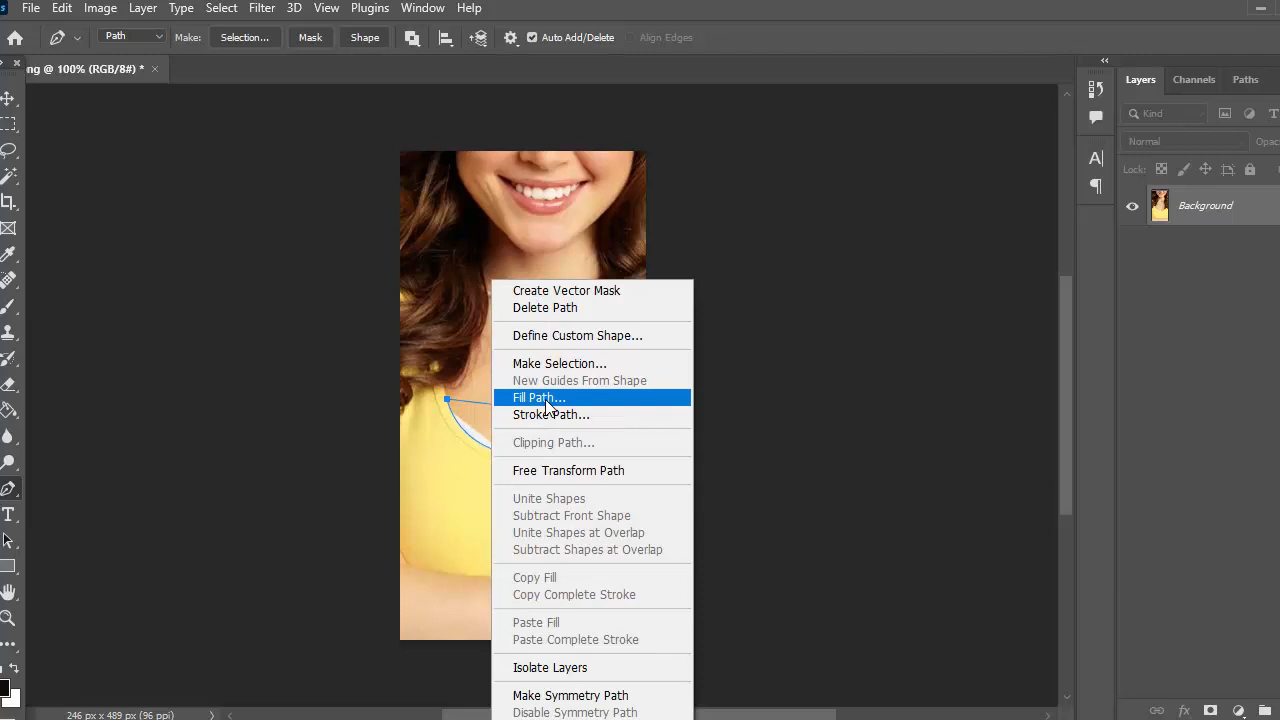 File Edit Image Layer Type Select Filter 3D View Plugins Window Help
Path Make: Selection... Mask Shape Auto Add/Delete Align Edges
ng @ 100% (RGB/8#) *
Layers Channels Paths
Kind
Normal Opac
Lock:
Background
Create Vector Mask
Delete Path
Define Custom Shape...
Make Selection...
New Guides From Shape
Fill Path...
Stroke Path...
Clipping Path...
Free Transform Path
Unite Shapes
Subtract Front Shape
Unite Shapes at Overlap
Subtract Shapes at Overlap
Copy Fill
Copy Complete Stroke
Paste Fill
Paste Complete Stroke
Isolate Layers
Make Symmetry Path
Disable Symmetry Path
246 px x 489 px (96 ppi)